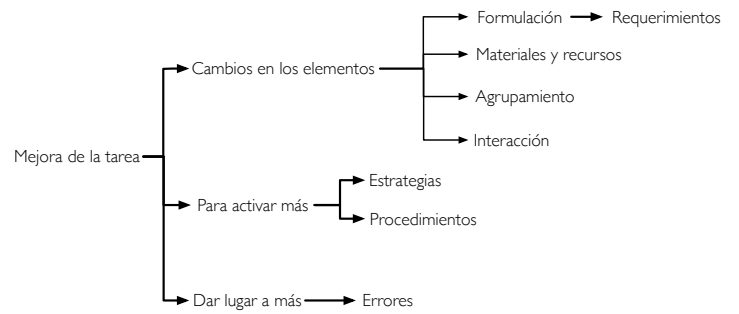 Mejora de la tarea
Cambios en los elementos
Formulación
Requerimientos
Materiales y recursos
Agrupamiento
Interacción
Para activar más
Estrategias
Procedimientos
Dar lugar a más
Errores